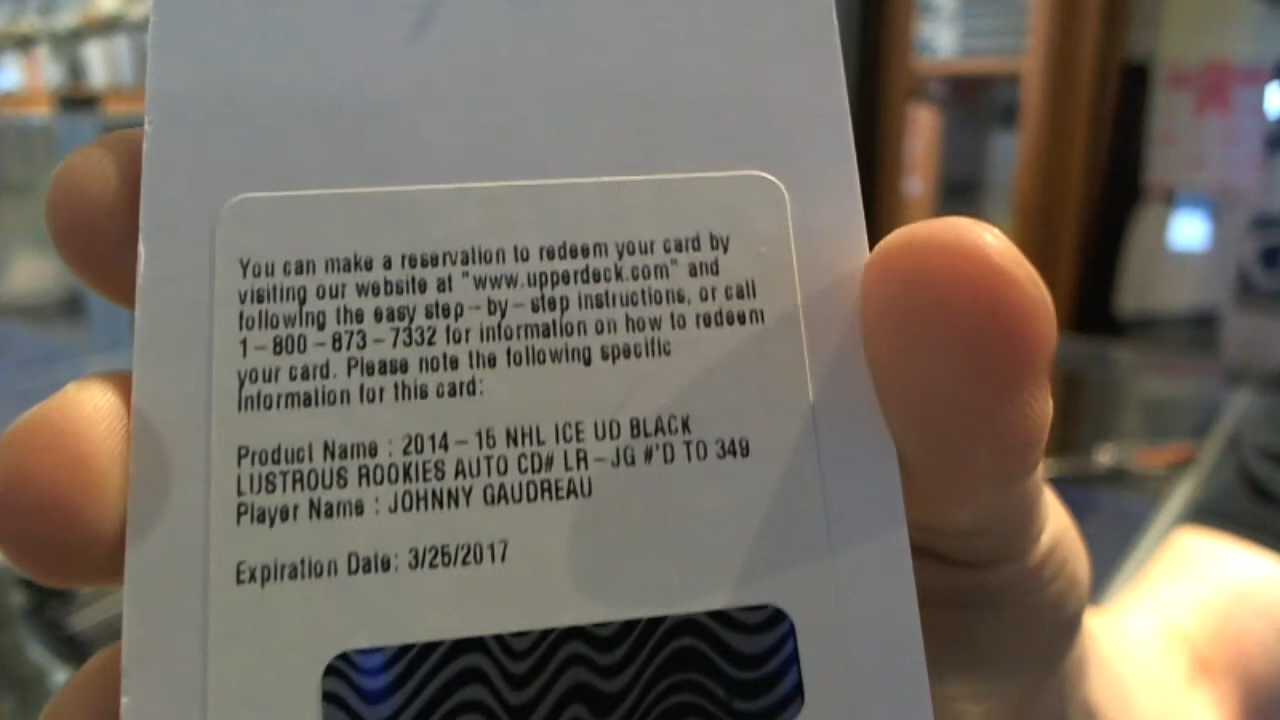 You can make a reservation to redeem your card by
visiting our website at "www.upperdeck.com" and
following the easy step-by-step instructions, or call
1-800-873-7332 for information on how to redeem
your card. Please note the following specific
information for this card:
Product Name : 2014-15 NHL ICE UD BLACK
LUSTROUS ROOKIES AUTO CD# LR-JG #'D TO 349
Player Name : JOHNNY GAUDREAU
Expiration Date: 3/25/2017